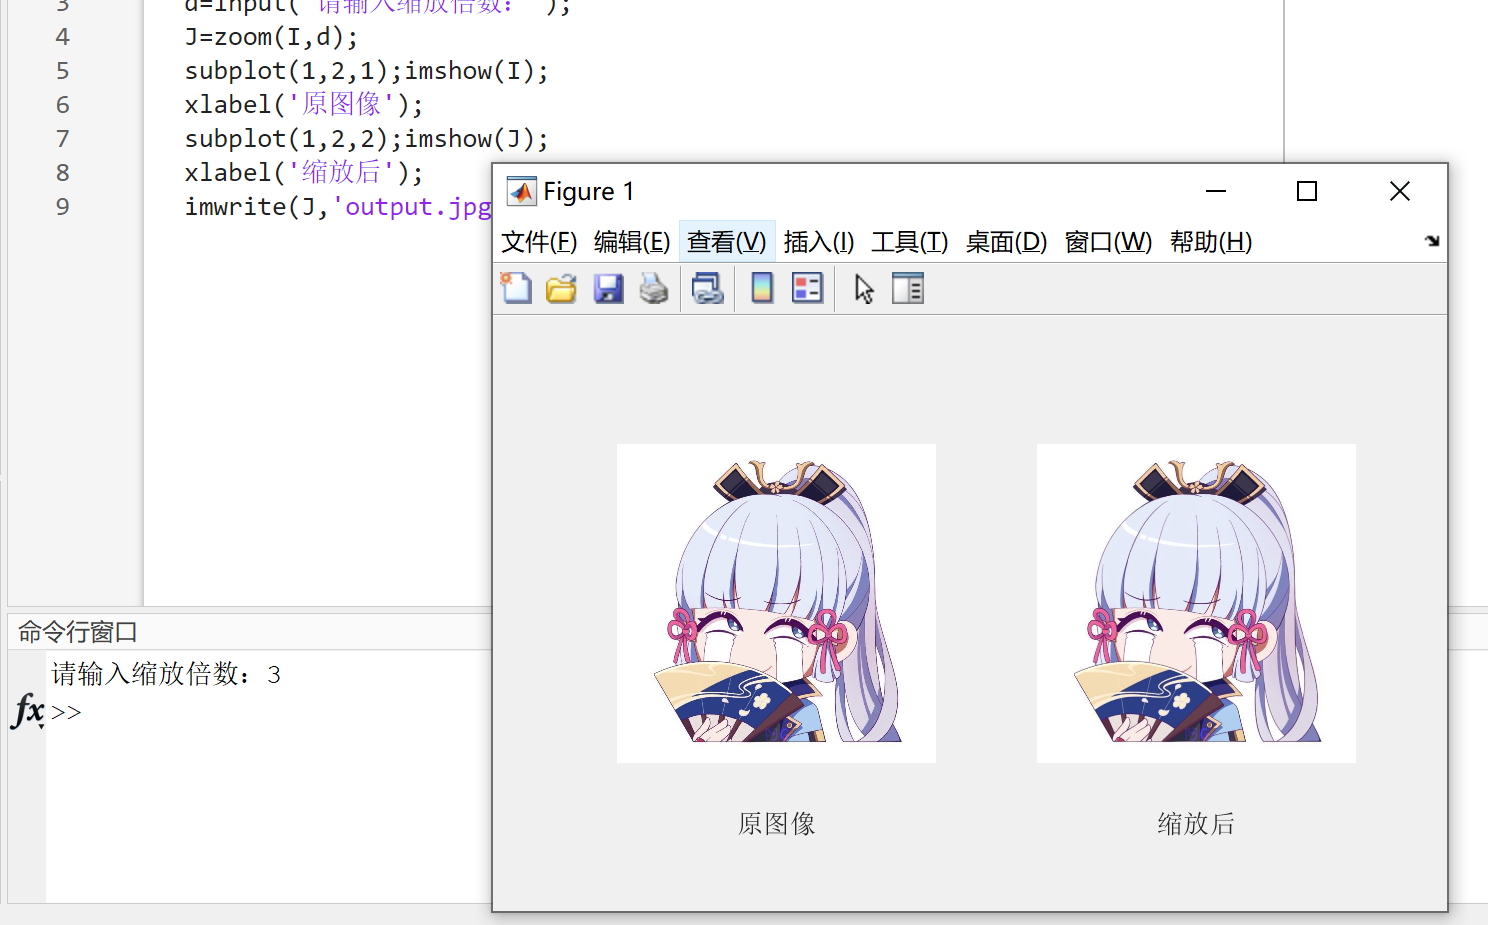 3 d=input('请输入缩放倍数: ');
4 J=zoom(I,d);
5 subplot(1,2,1);imshow(I);
6 xlabel('原图像');
7 subplot(1,2,2);imshow(J);
8 xlabel('缩放后');
9 imwrite(J,'output.jpg
Figure 1
文件(F) 编辑(E) 查看(V) 插入(I) 工具(T) 桌面(D) 窗口(W) 帮助(H)
原图像 缩放后
命令行窗口
请输入缩放倍数: 3
fx >>